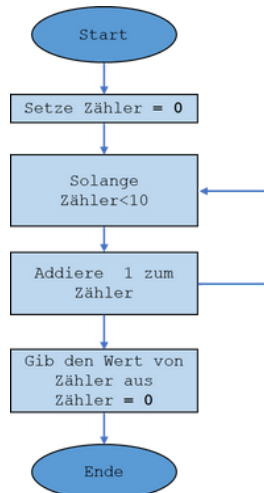 Start
Setze Zähler = 0
Solange
Zähler<10
Addiere 1 zum
Zähler
Gib den Wert von
Zähler aus
Zähler = 0
Ende